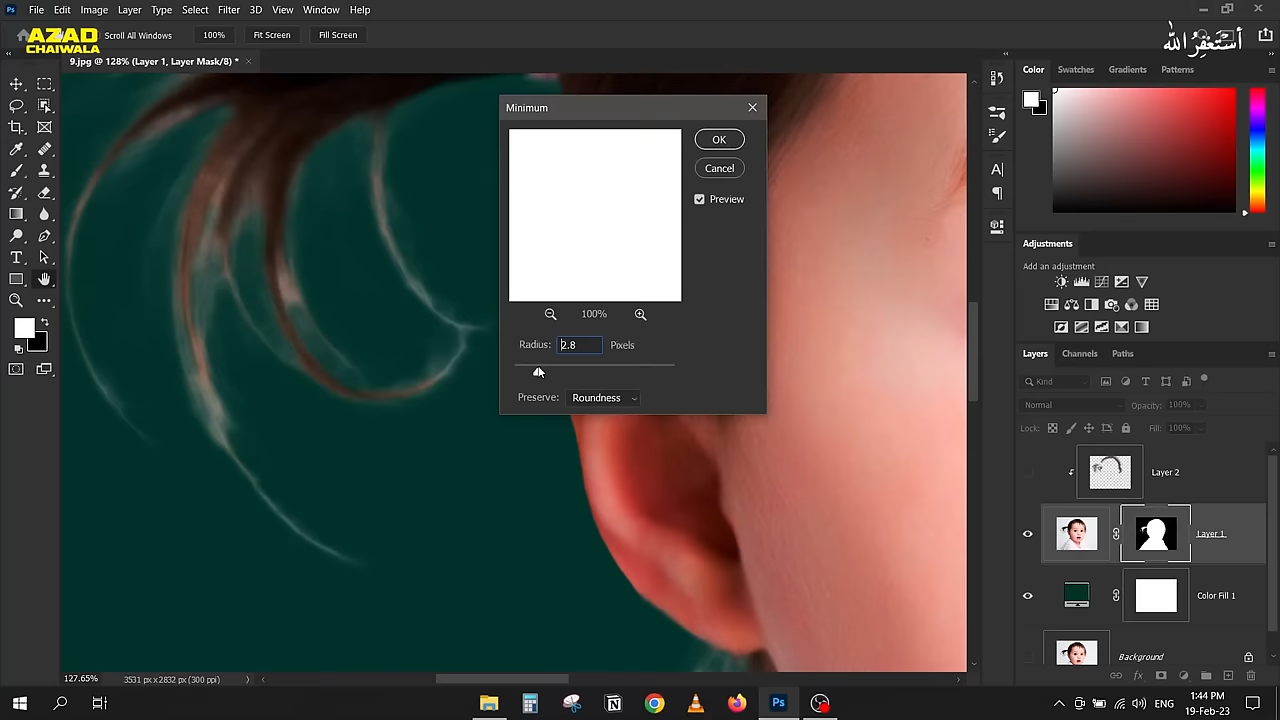 Ps File Edit Image Layer Type Select Filter 3D View Window Help
AZAD
CHAIWALA
Scroll All Windows 100% Fit Screen Fill Screen
أستغفر الله
9.jpg @ 128% (Layer 1, Layer Mask/8) *
Minimum
OK
Cancel
Preview
100%
Radius: 2.8 Pixels
Preserve: Roundness
Color Swatches Gradients Patterns
Adjustments
Add an adjustment
Layers Channels Paths
Kind
Normal Opacity: 100%
Lock: Fill: 100%
Layer 2
Layer 1
Color Fill 1
Background
127.65% 3531 px x 2832 px (300 ppi)
Ps
ENG
1:44 PM
19-Feb-23